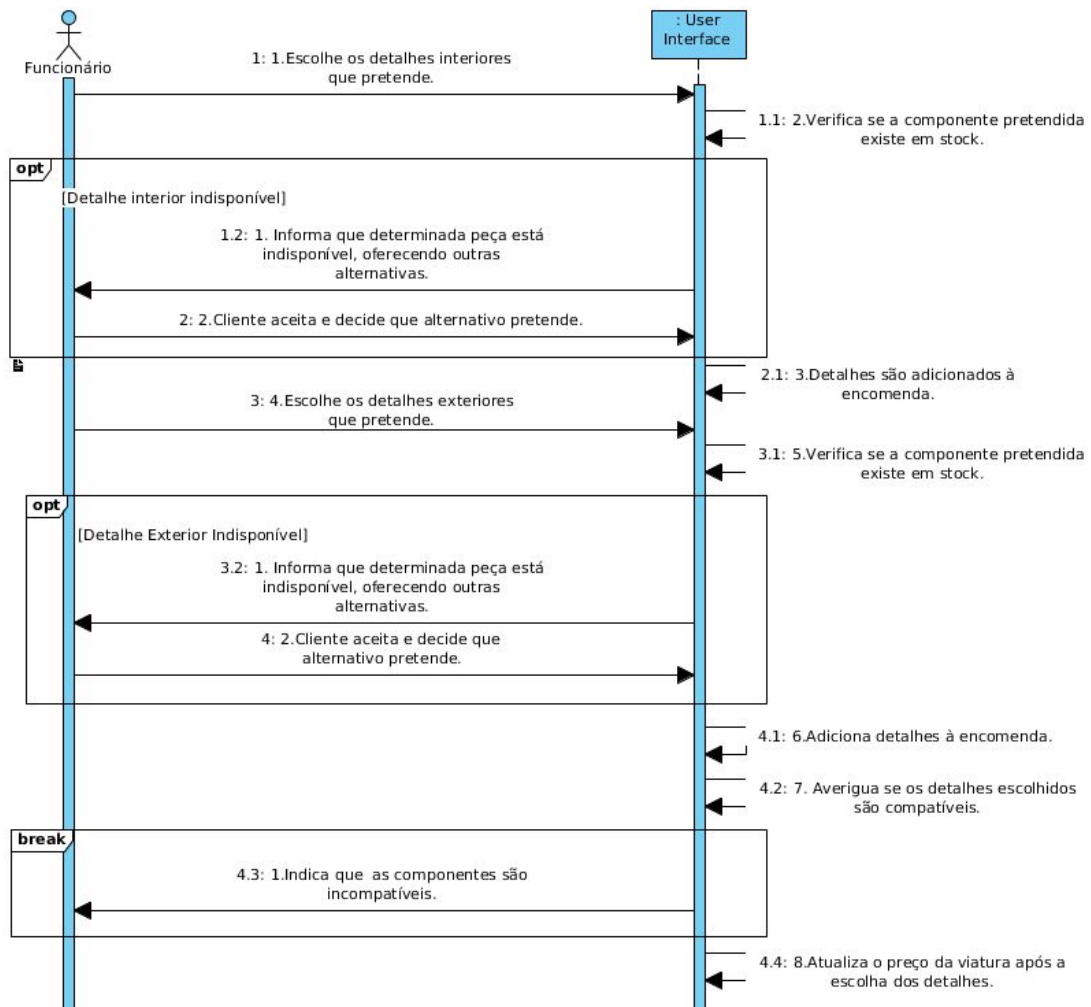 : User
Interface
Funcionário
1: 1.Escolhe os detalhes interiores
que pretende.
1.1: 2.Verifica se a componente pretendida
existe em stock.
opt
[Detalhe interior indisponível]
1.2: 1. Informa que determinada peça está
indisponível, oferecendo outras
alternativas.
2: 2.Cliente aceita e decide que alternativo pretende.
2.1: 3.Detalhes são adicionados à
encomenda.
3: 4.Escolhe os detalhes exteriores
que pretende.
3.1: 5.Verifica se a componente pretendida
existe em stock.
opt
[Detalhe Exterior Indisponível]
3.2: 1. Informa que determinada peça está
indisponível, oferecendo outras
alternativas.
4: 2.Cliente aceita e decide que
alternativo pretende.
4.1: 6.Adiciona detalhes à encomenda.
4.2: 7. Averigua se os detalhes escolhidos
são compatíveis.
break
4.3: 1.Indica que as componentes são
incompatíveis.
4.4: 8.Atualiza o preço da viatura após a
escolha dos detalhes.